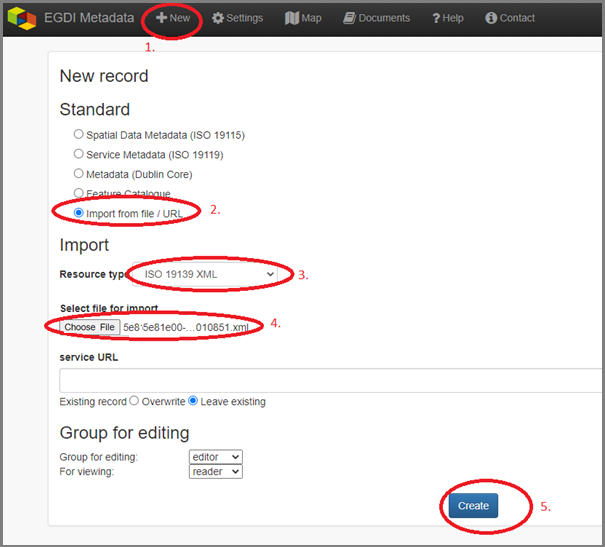 EGDI Metadata New Settings Map Documents Help Contact
1.
New record
Standard
Spatial Data Metadata (ISO 19115)
Service Metadata (ISO 19119)
Metadata (Dublin Core)
Feature Catalogue
Import from file / URL 2.
Import
Resource type ISO 19139 XML 3.
Select file for import
Choose File 5e8'5e81e00-...010851.xml 4.
service URL
Existing record Overwrite Leave existing
Group for editing
Group for editing: editor
For viewing: reader
Create 5.